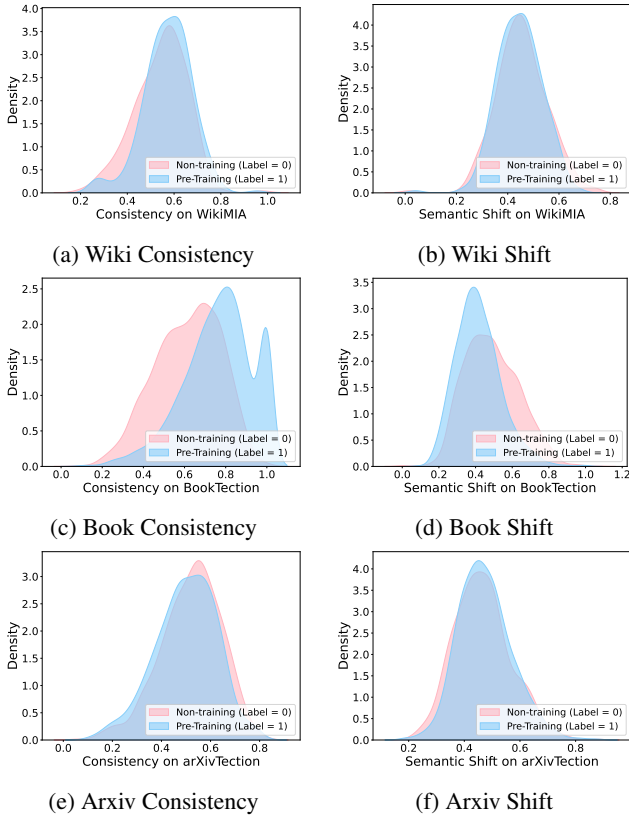 4.0
3.5
3.0
2.5
2.0
1.5
1.0
0.5
0.0
Density
0.2 0.4 0.6 0.8 1.0
Non-training (Label = 0)
Pre-Training (Label = 1)
Consistency on WikiMIA
(a) Wiki Consistency
4.0
3.5
3.0
2.5
2.0
1.5
1.0
0.5
0.0
Density
0.0 0.2 0.4 0.6 0.8
Non-training (Label = 0)
Pre-Training (Label = 1)
Semantic Shift on WikiMIA
(b) Wiki Shift
2.5
2.0
1.5
1.0
0.5
0.0
Density
0.0 0.2 0.4 0.6 0.8 1.0
Non-training (Label = 0)
Pre-Training (Label = 1)
Consistency on BookTection
(c) Book Consistency
3.5
3.0
2.5
2.0
1.5
1.0
0.5
0.0
Density
0.0 0.2 0.4 0.6 0.8 1.0 1.2
Non-training (Label = 0)
Pre-Training (Label = 1)
Semantic Shift on BookTection
(d) Book Shift
3.0
2.5
2.0
1.5
1.0
0.5
0.0
Density
0.0 0.2 0.4 0.6 0.8
Non-training (Label = 0)
Pre-Training (Label = 1)
Consistency on arXivTection
(e) Arxiv Consistency
4.0
3.5
3.0
2.5
2.0
1.5
1.0
0.5
0.0
Density
0.2 0.4 0.6 0.8
Non-training (Label = 0)
Pre-Training (Label = 1)
Semantic Shift on arXivTection
(f) Arxiv Shift